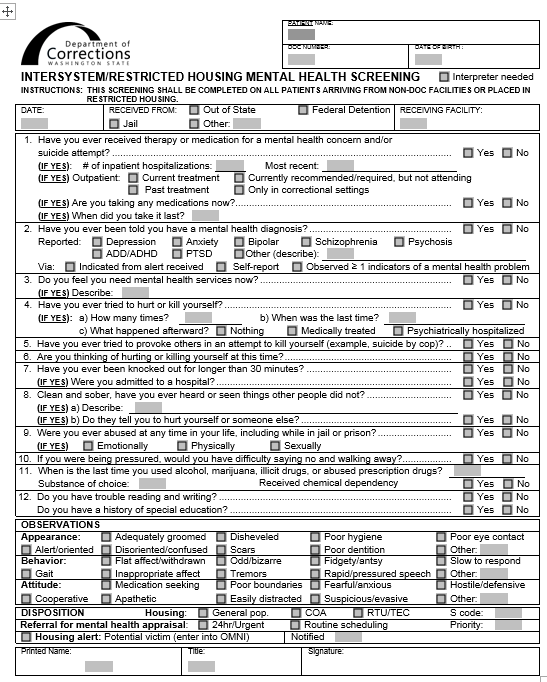 Department of
Corrections
WASHINGTON STATE
PATIENT NAME:
DOC NUMBER:
DATE OF BIRTH:
INTERSYSTEM/RESTRICTED HOUSING MENTAL HEALTH SCREENING
Interpreter needed
INSTRUCTIONS: THIS SCREENING SHALL BE COMPLETED ON ALL PATIENTS ARRIVING FROM NON-DOC FACILITIES OR PLACED IN
RESTRICTED HOUSING.
DATE: RECEIVED FROM: Out of State Federal Detention RECEIVING FACILITY:
Jail Other:
1. Have you ever received therapy or medication for a mental health concern and/or
suicide attempt? Yes No
(IF YES): # of inpatient hospitalizations: Most recent:
(IF YES) Outpatient: Current treatment Currently recommended/required, but not attending
Past treatment Only in correctional settings
(IF YES) Are you taking any medications now? Yes No
(IF YES) When did you take it last?
2. Have you ever been told you have a mental health diagnosis? Yes No
Reported: Depression Anxiety Bipolar Schizophrenia Psychosis
ADD/ADHD PTSD Other (describe):
Via: Indicated from alert received Self-report Observed ≥ 1 indicators of a mental health problem
3. Do you feel you need mental health services now? Yes No
(IF YES) Describe:
4. Have you ever tried to hurt or kill yourself? Yes No
(IF YES): a) How many times? b) When was the last time?
c) What happened afterward? Nothing Medically treated Psychiatrically hospitalized
5. Have you ever tried to provoke others in an attempt to kill yourself (example, suicide by cop)? .. Yes No
6. Are you thinking of hurting or killing yourself at this time? Yes No
7. Have you ever been knocked out for longer than 30 minutes? Yes No
(IF YES) Were you admitted to a hospital? Yes No
8. Clean and sober, have you ever heard or seen other things people did not? Yes No
(IF YES) a) Describe:
(IF YES) b) Do they tell you to hurt yourself or someone else? Yes No
9. Were you ever abused at any time in your life, including while in jail or prison? Yes No
(IF YES) Emotionally Physically Sexually
10. If you were being pressured, would you have difficulty saying no and walking away? Yes No
11. When is the last time you used alcohol, marijuana, illicit drugs, or abused prescription drugs?
Substance of choice: Received chemical dependency Yes No
12. Do you have trouble reading and writing? Yes No
Do you have a history of special education? Yes No
OBSERVATIONS
Appearance: Adequately groomed Disheveled Poor hygiene Poor eye contact
Alert/oriented Disoriented/confused Scars Poor dentition Other:
Behavior: Flat affect/withdrawn Odd/bizarre Fidgety/antsy Slow to respond
Gait Inappropriate affect Tremors Rapid/pressured speech Other:
Attitude: Medication seeking Poor boundaries Fearful/anxious Hostile/defensive
Cooperative Apathetic Easily distracted Suspicious/evasive Other:
DISPOSITION Housing: General pop. COA RTU/TEC S code:
Referral for mental health appraisal: 24hr/Urgent Routine scheduling Priority:
Housing alert: Potential victim (enter into OMNI) Notified
Printed Name: Title: Signature: